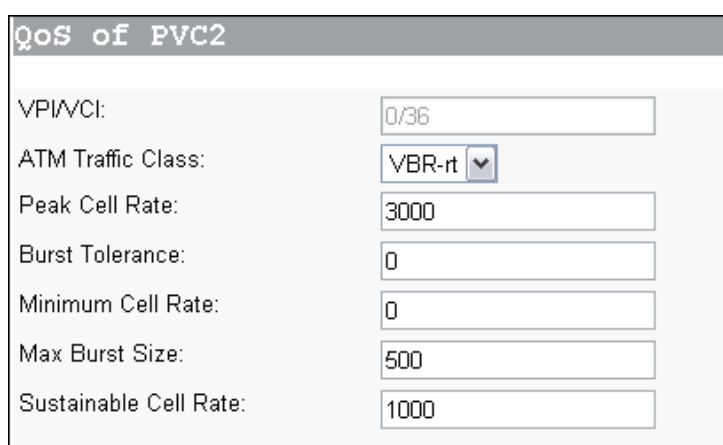 QoS of PVC2
VPI/VCI: 0/36
ATM Traffic Class: VBR-rt
Peak Cell Rate: 3000
Burst Tolerance: 0
Minimum Cell Rate: 0
Max Burst Size: 500
Sustainable Cell Rate: 1000